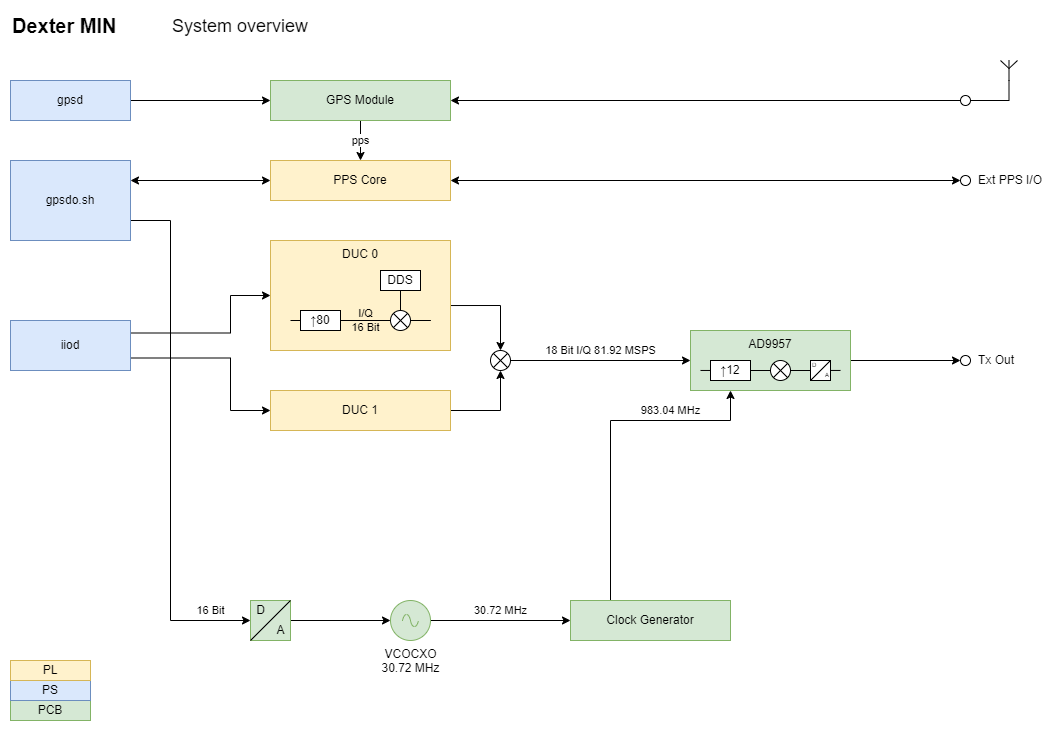 Dexter MIN
System overview
gpsd
GPS Module
pps
gpsdo.sh
PPS Core
Ext PPS I/O
DUC 0
DDS
↑80
I/Q
16 Bit
iiod
DUC 1
18 Bit I/Q 81.92 MSPS
AD9957
↑12
D
A
Tx Out
983.04 MHz
16 Bit
D
A
30.72 MHz
Clock Generator
VCOCXO
30.72 MHz
PL
PS
PCB